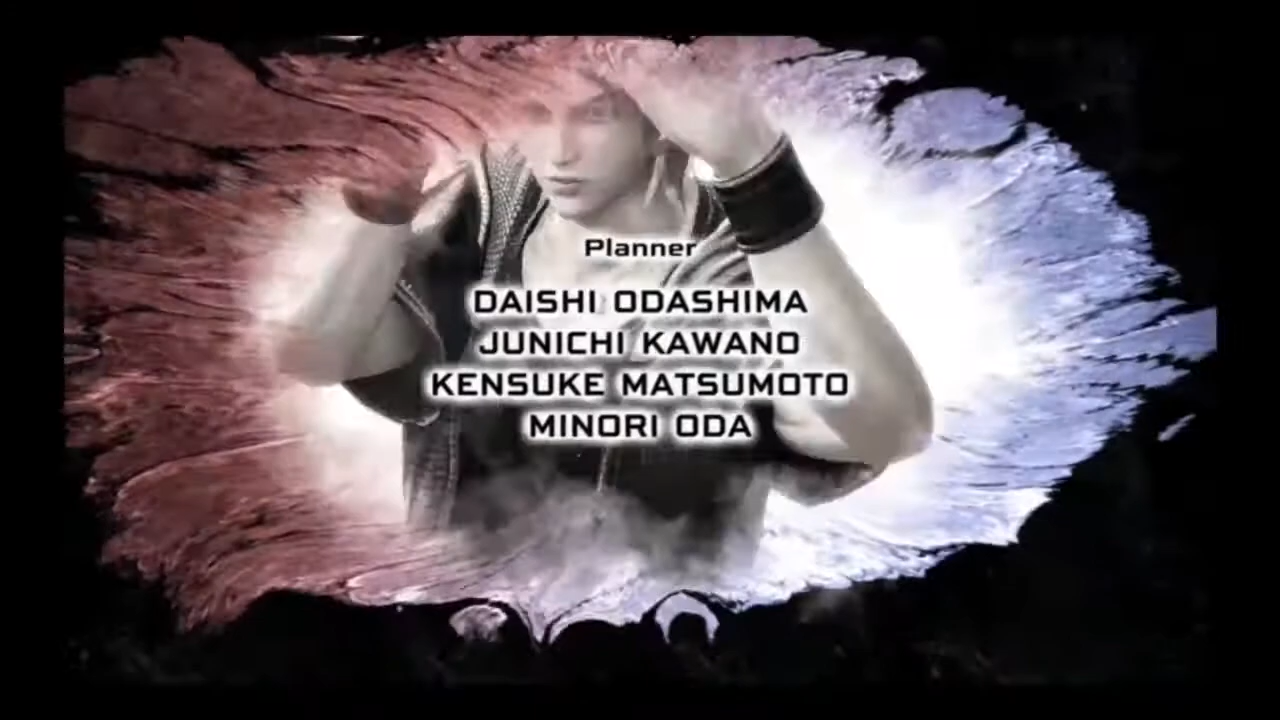 Planner
DAISHI ODASHIMA
JUNICHI KAWANO
KENSUKE MATSUMOTO
MINORI ODA